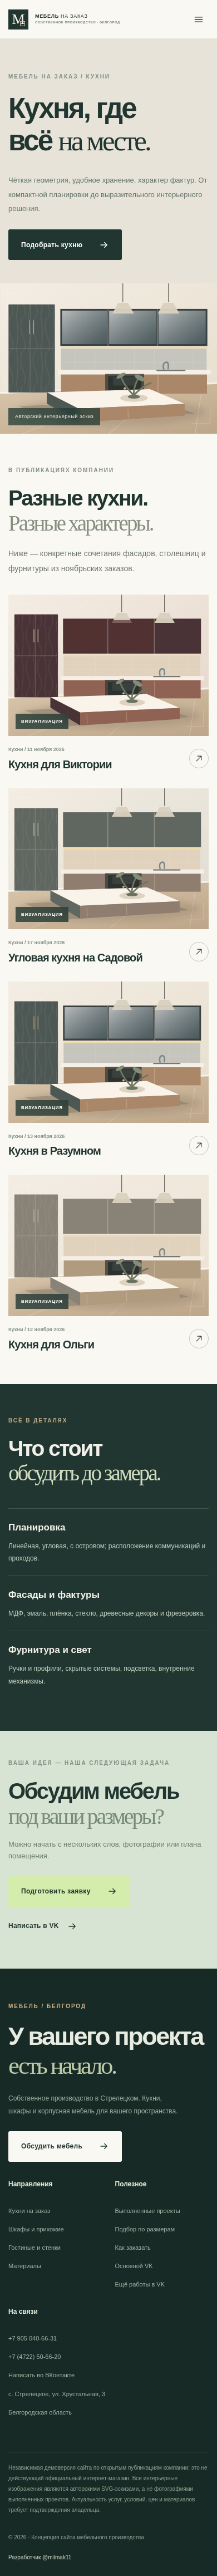 МЕБЕЛЬ НА ЗАКАЗ
СОБСТВЕННОЕ ПРОИЗВОДСТВО · БЕЛГОРОД
МЕБЕЛЬ НА ЗАКАЗ / КУХНИ
Кухня, где
всё на месте.
Чёткая геометрия, удобное хранение, характер фактур. От
компактной планировки до выразительного интерьерного
решения.
Подобрать кухню →
Авторский интерьерный эскиз
В ПУБЛИКАЦИЯХ КОМПАНИИ
Разные кухни.
Разные характеры.
Ниже — конкретные сочетания фасадов, столешниц и
фурнитуры из ноябрьских заказов.
ВИЗУАЛИЗАЦИЯ
Кухни / 11 ноября 2026
Кухня для Виктории
ВИЗУАЛИЗАЦИЯ
Кухни / 17 ноября 2026
Угловая кухня на Садовой
ВИЗУАЛИЗАЦИЯ
Кухни / 13 ноября 2026
Кухня в Разумном
ВИЗУАЛИЗАЦИЯ
Кухни / 12 ноября 2026
Кухня для Ольги
ВСЁ В ДЕТАЛЯХ
Что стоит
обсудить до замера.
Планировка
Линейная, угловая, с островом; расположение коммуникаций и
проходов.
Фасады и фактуры
МДФ, эмаль, плёнка, стекло, древесные декоры и фрезеровка.
Фурнитура и свет
Ручки и профили, скрытые системы, подсветка, внутренние
механизмы.
ВАША ИДЕЯ — НАША СЛЕДУЮЩАЯ ЗАДАЧА
Обсудим мебель
под ваши размеры?
Можно начать с нескольких слов, фотографии или плана
помещения.
Подготовить заявку →
Написать в VK →
МЕБЕЛЬ / БЕЛГОРОД
У вашего проекта
есть начало.
Собственное производство в Стрелецком. Кухни,
шкафы и корпусная мебель для вашего пространства.
Обсудить мебель →
Направления
Кухни на заказ
Шкафы и прихожие
Гостиные и стенки
Материалы
Полезное
Выполненные проекты
Подбор по размерам
Как заказать
Основной VK
Ещё работы в VK
На связи
+7 905 040-66-31
+7 (4722) 50-66-20
Написать во ВКонтакте
с. Стрелецкое, ул. Хрустальная, 3
Белгородская область
Независимая демоверсия сайта по открытым публикациям компании; это не
действующий официальный интернет-магазин. Все интерьерные
изображения являются авторскими SVG-эскизами, а не фотографиями
выполненных проектов. Актуальность услуг, условий, цен и материалов
требует подтверждения владельца.
© 2026 · Концепция сайта мебельного производства
Разработчик @milmak11